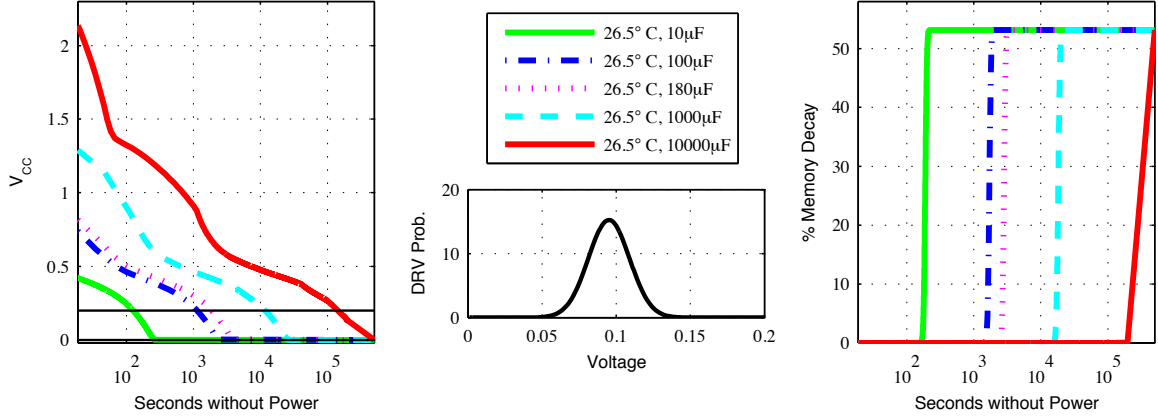 2
1.5
1
0.5
0
V_CC
10^2
10^3
10^4
10^5
Seconds without Power
26.5° C, 10µF
26.5° C, 100µF
26.5° C, 180µF
26.5° C, 1000µF
26.5° C, 10000µF
20
10
0
DRV Prob.
0
0.05
0.1
0.15
0.2
Voltage
50
40
30
20
10
0
% Memory Decay
10^2
10^3
10^4
10^5
Seconds without Power